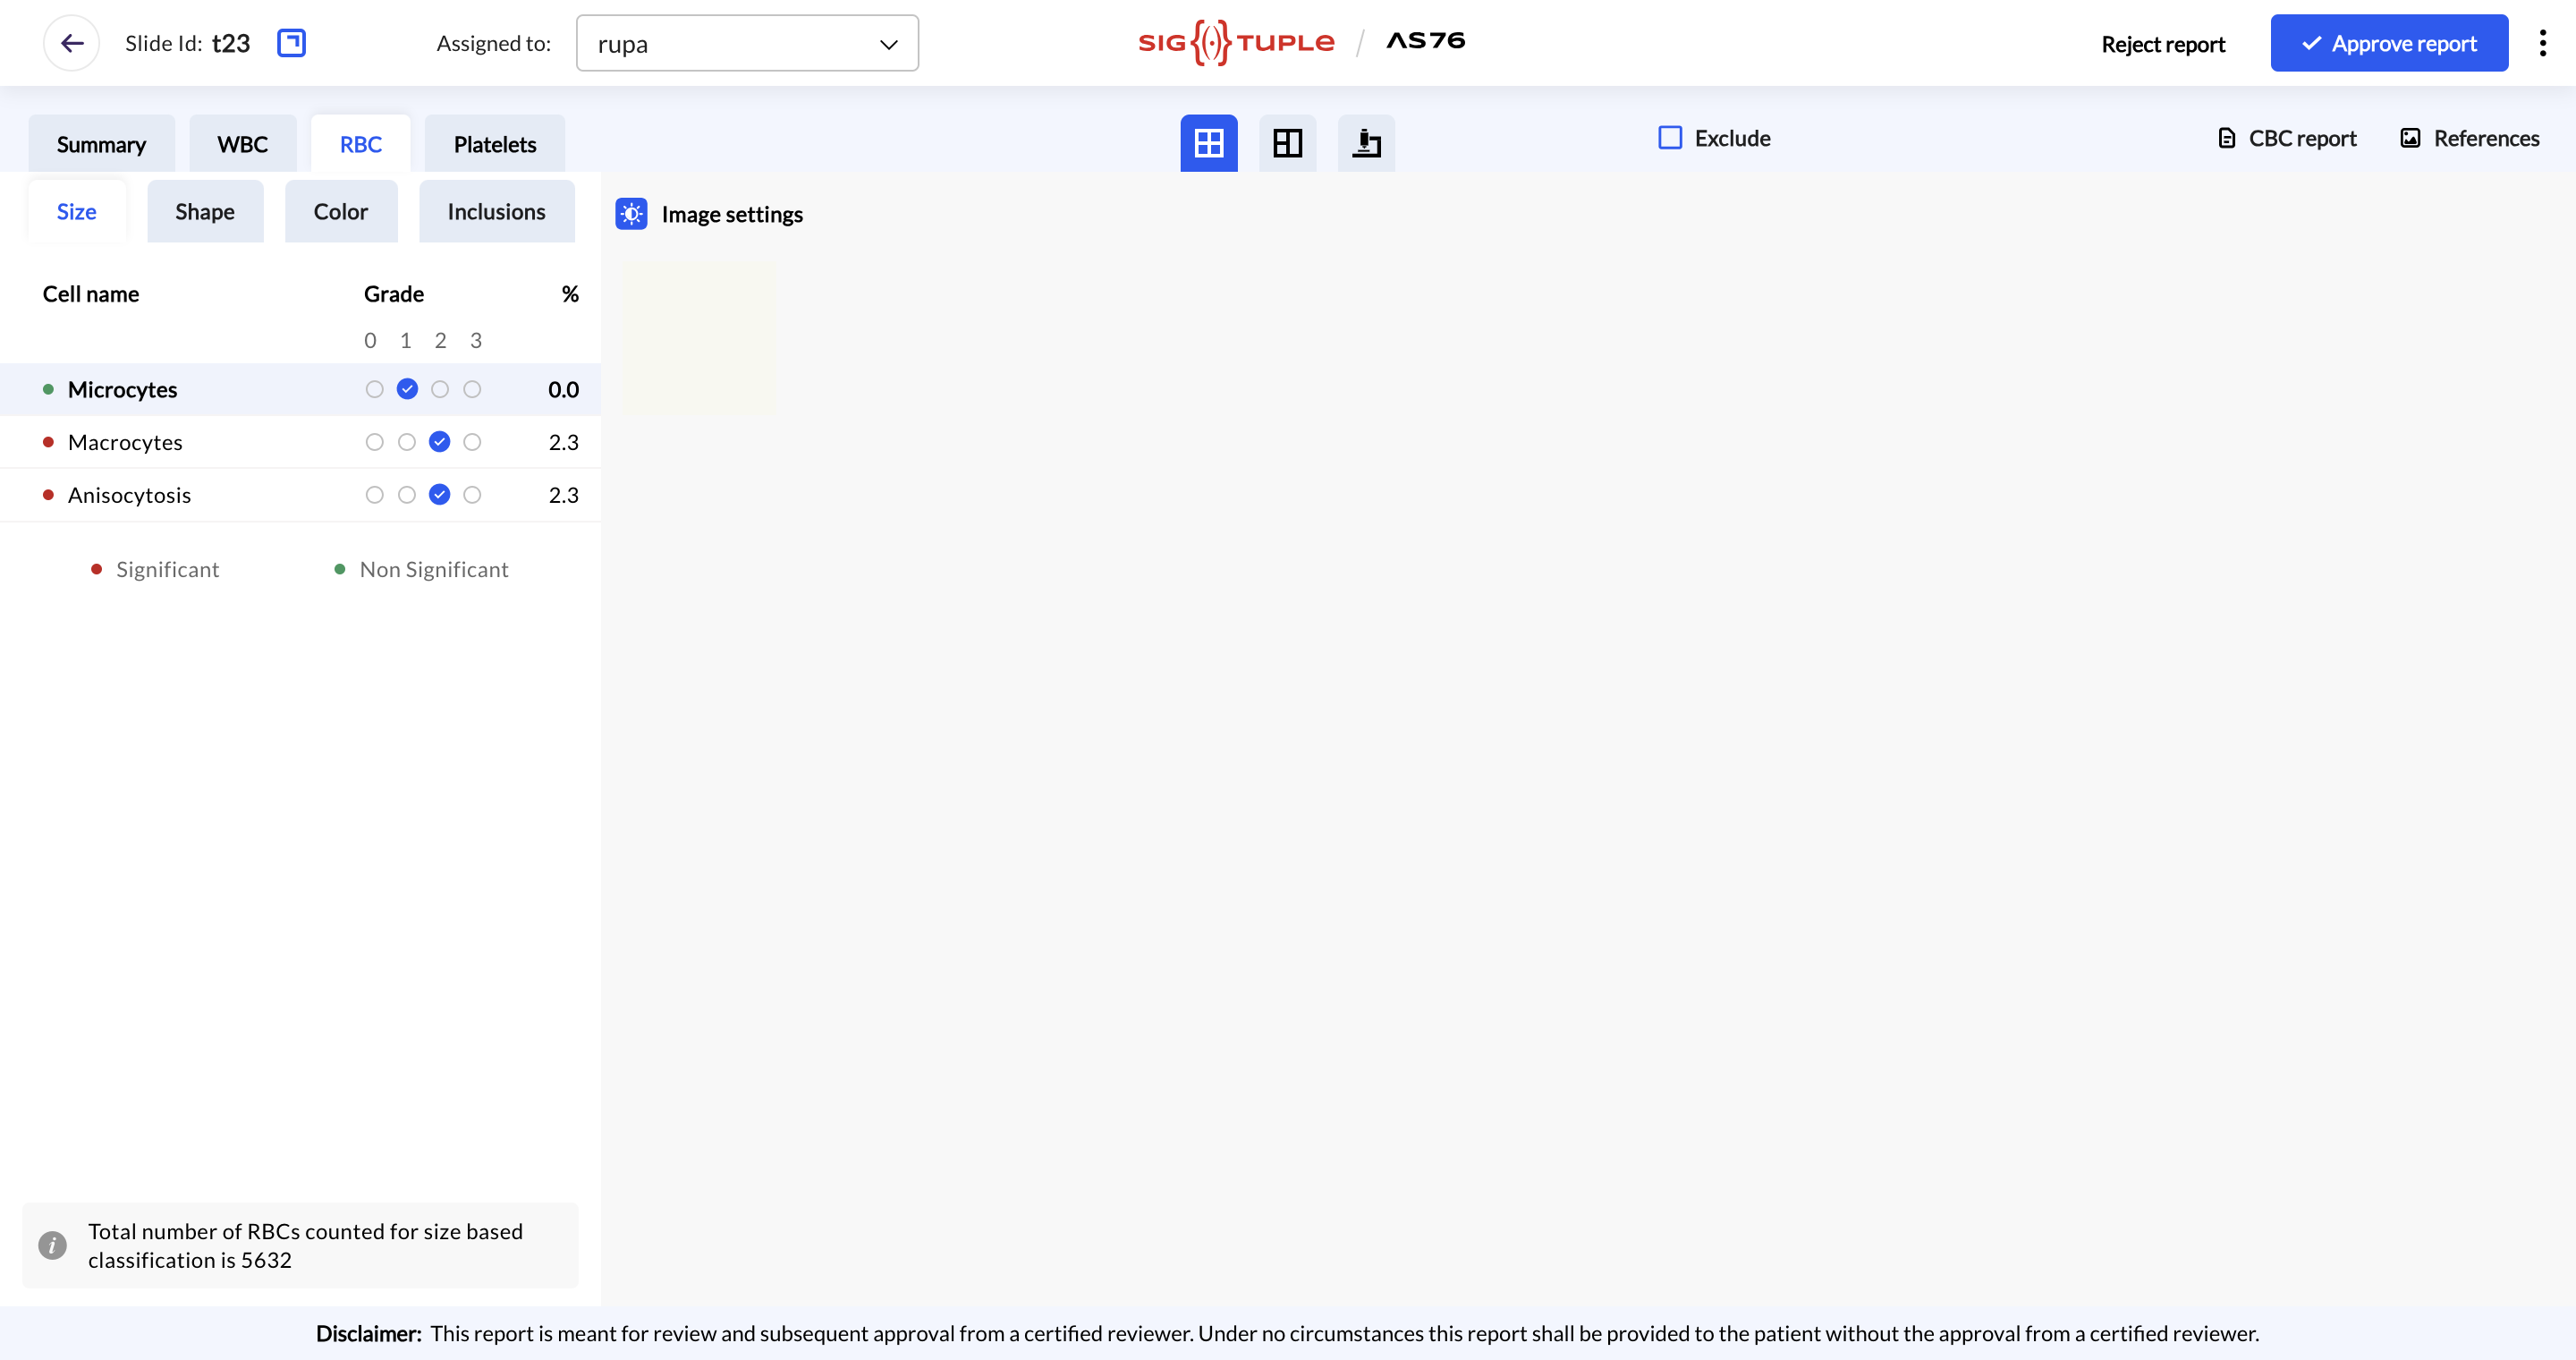 Slide Id: t23
Assigned to: rupa
SIG TUPLE / AS76
Reject report
Approve report
Summary WBC RBC Platelets
Exclude
CBC report References
Size Shape Color Inclusions
Image settings
Cell name Grade %
0 1 2 3
Microcytes 0.0
Macrocytes 2.3
Anisocytosis 2.3
Significant Non Significant
Total number of RBCs counted for size based
classification is 5632
Disclaimer: This report is meant for review and subsequent approval from a certified reviewer. Under no circumstances this report shall be provided to the patient without the approval from a certified reviewer.